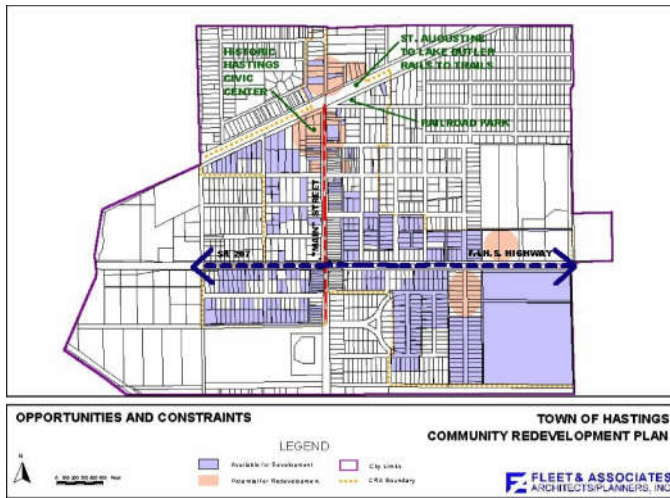 HISTORIC
HASTINGS
CIVIC
CENTER
ST. AUGUSTINE
TO LAKE BUTLER
RAILS TO TRAILS
RAILROAD PARK
"MAIN" STREET
SR 207
F.I.H.S. HIGHWAY
OPPORTUNITIES AND CONSTRAINTS
TOWN OF HASTINGS
COMMUNITY REDEVELOPMENT PLAN
LEGEND
N
Available for Development
Potential for Redevelopment
City Limits
CRA Boundary
Feet
FLEET & ASSOCIATES
ARCHITECTS/PLANNERS, INC